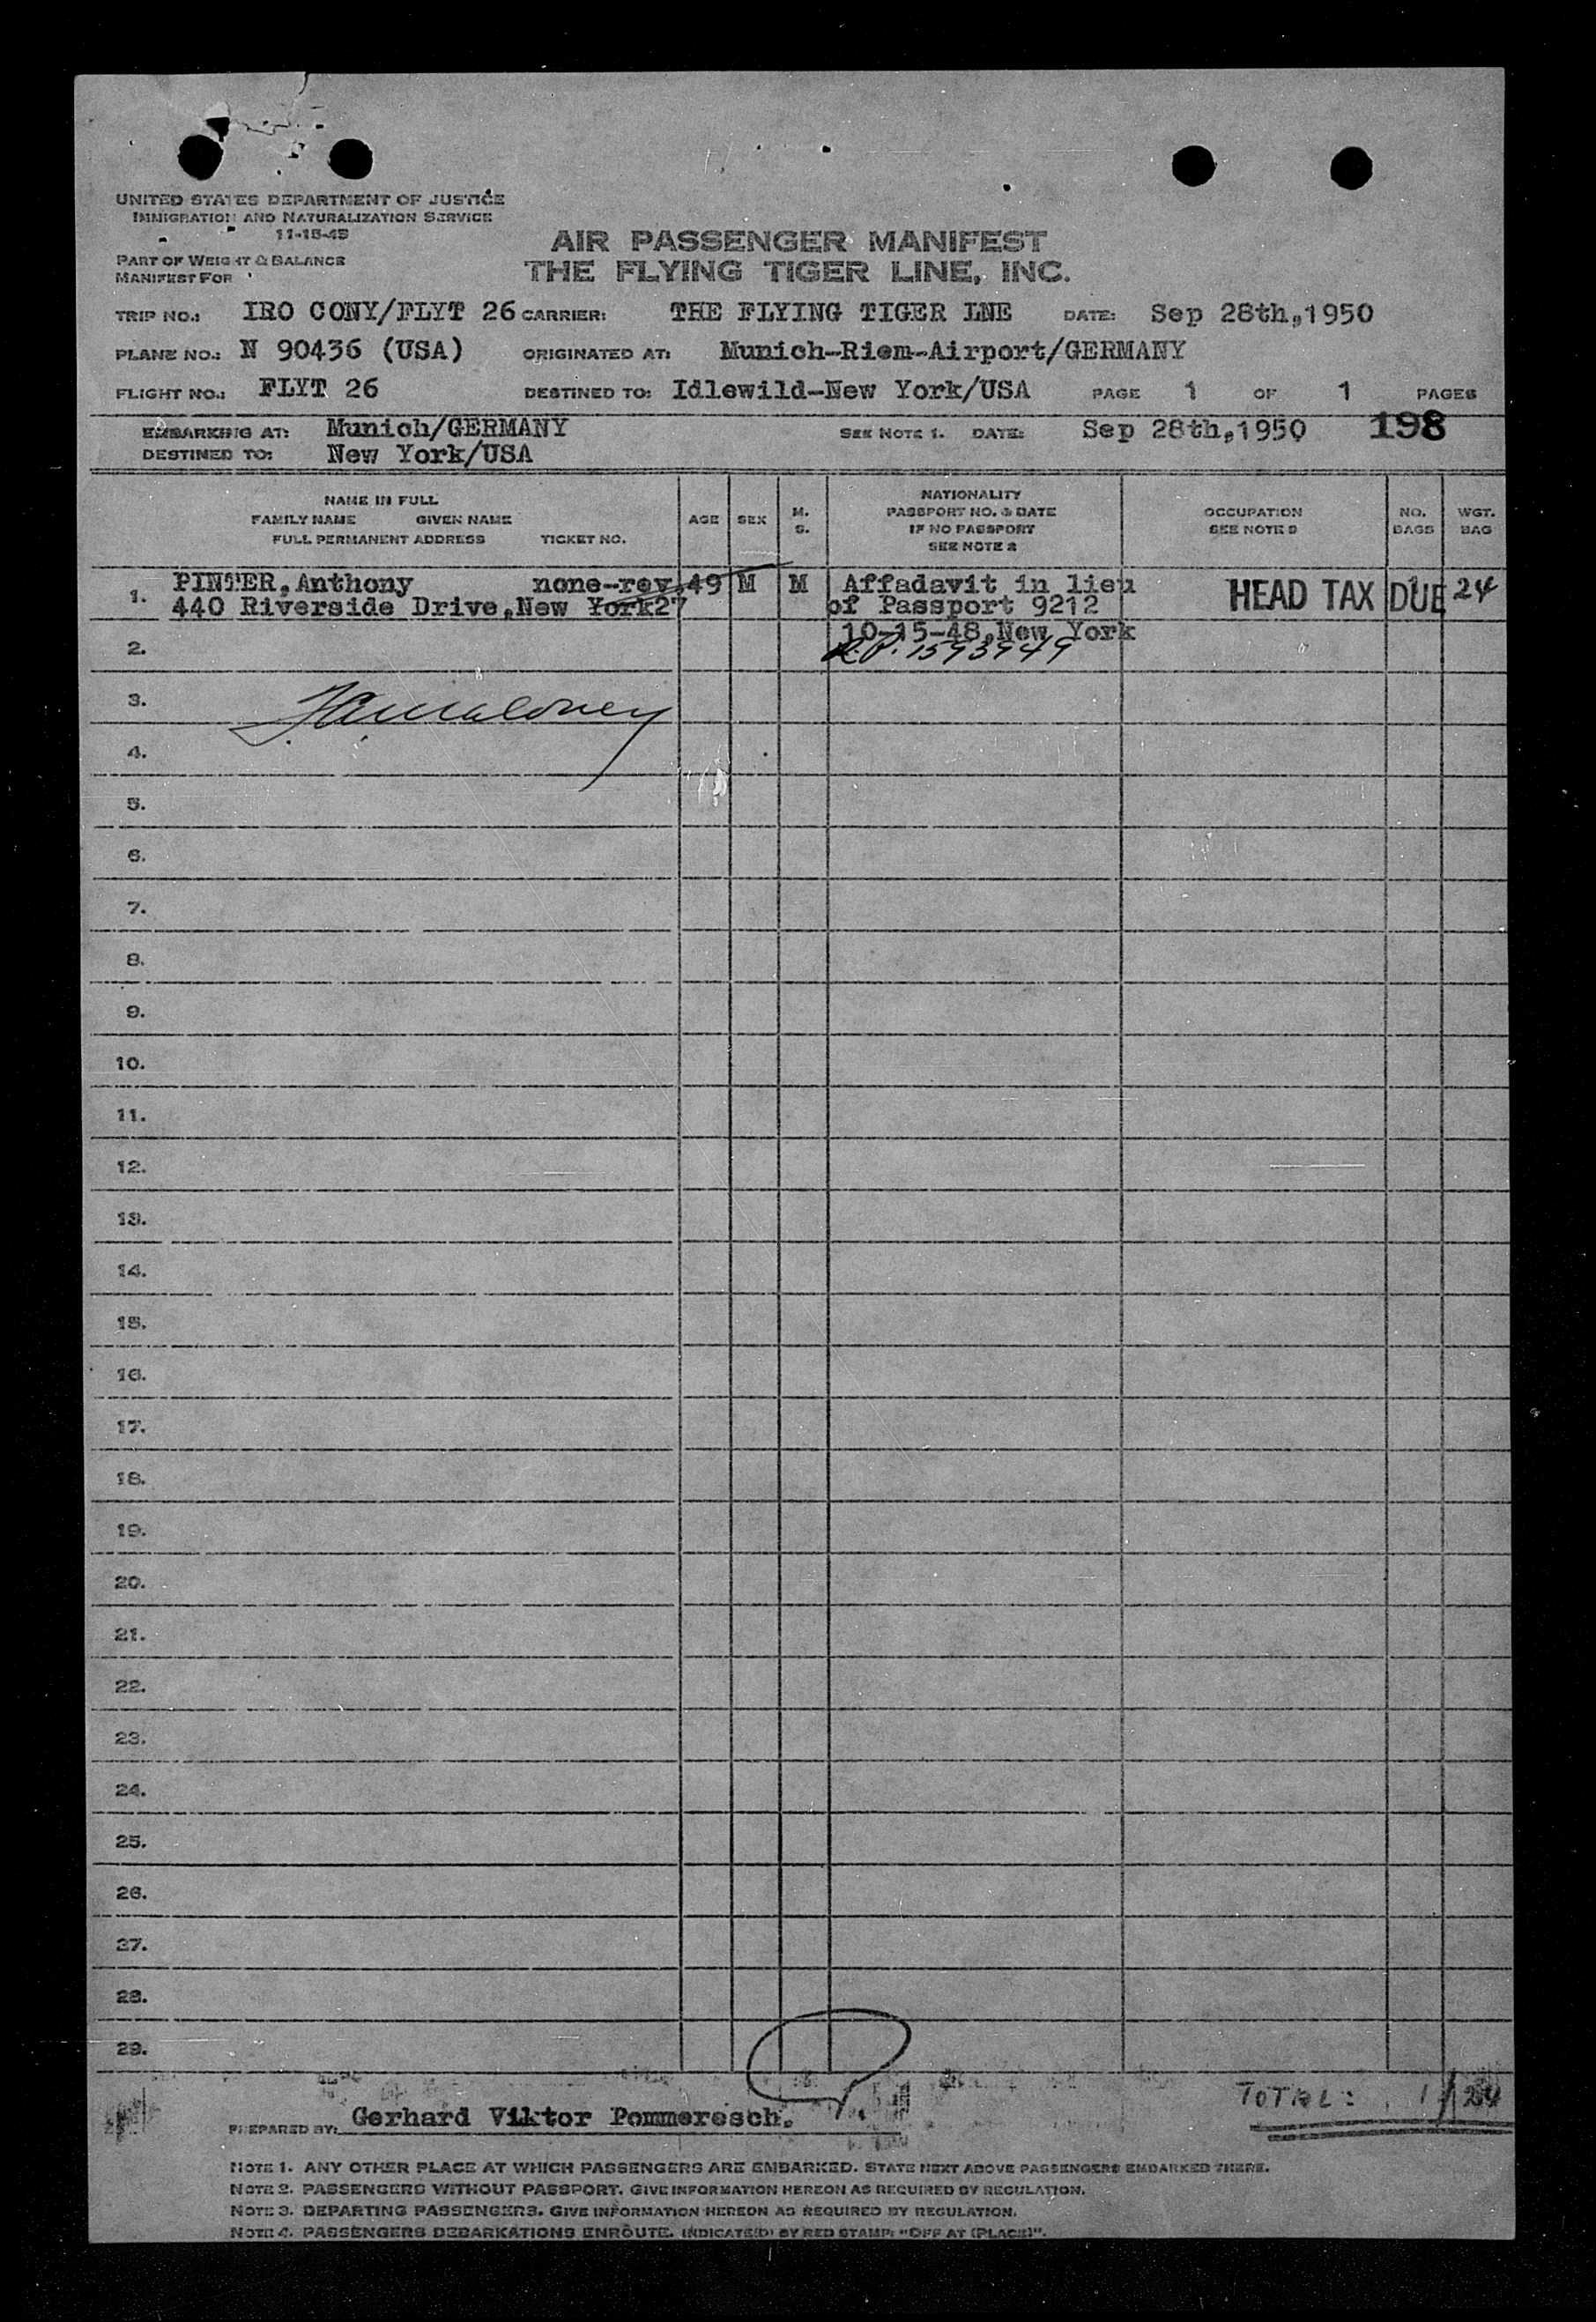 UNITED STATES DEPARTMENT OF JUSTICE
IMMIGRATION AND NATURALIZATION SERVICE
11-15-49
PART OF WEIGHT & BALANCE
MANIFEST FOR
AIR PASSENGER MANIFEST
THE FLYING TIGER LINE, INC.
TRIP NO.: IRO CONY/FLYT 26 CARRIER: THE FLYING TIGER LNE DATE: Sep 28th,1950
PLANE NO.: N 90436 (USA) ORIGINATED AT: Munich-Riem-Airport/GERMANY
FLIGHT NO.: FLYT 26 DESTINED TO: Idlewild-New York/USA PAGE 1 OF 1 PAGES
EMBARKING AT: Munich/GERMANY SEE NOTE 1. DATE: Sep 28th,1950 198
DESTINED TO: New York/USA
NAME IN FULL
FAMILY NAME GIVEN NAME
FULL PERMANENT ADDRESS TICKET NO.
AGE
SEX
M.
S.
NATIONALITY
PASSPORT NO. & DATE
IF NO PASSPORT
SEE NOTE 2
OCCUPATION
SEE NOTE 3
NO.
BAGS
WGT.
BAG
1. PINTER,Anthony none-rev. 49 M M Affadavit in lieu HEAD TAX DUE 24
440 Riverside Drive,New York27 of Passport 9212
10-15-48,New York
2. R.P. 1593949
3. J.A. Maloney
4.
5.
6.
7.
8.
9.
10.
11.
12.
13.
14.
15.
16.
17.
18.
19.
20.
21.
22.
23.
24.
25.
26.
27.
28.
29.
TOTAL: 1/24
PREPARED BY: Gerhard Viktor Pommeresch.
NOTE 1. ANY OTHER PLACE AT WHICH PASSENGERS ARE EMBARKED. STATE NEXT ABOVE PASSENGERS EMBARKED THERE.
NOTE 2. PASSENGERS WITHOUT PASSPORT. GIVE INFORMATION HEREON AS REQUIRED BY REGULATION.
NOTE 3. DEPARTING PASSENGERS. GIVE INFORMATION HEREON AS REQUIRED BY REGULATION.
NOTE 4. PASSENGERS DEBARKATIONS ENROUTE. INDICATE(D) BY RED STAMP: "OFF AT (PLACE)".